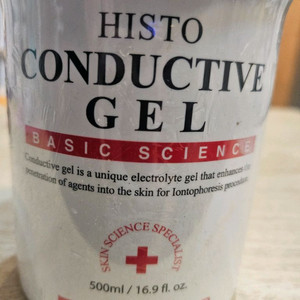 HISTO
CONDUCTIVE
GEL
BASIC SCIENCE
Conductive gel is a unique electrolyte gel that enhances the
penetration of agents into the skin for Iontophoresis procedures.
SKIN SCIENCE SPECIALIST
500ml / 16.9 fl. oz.